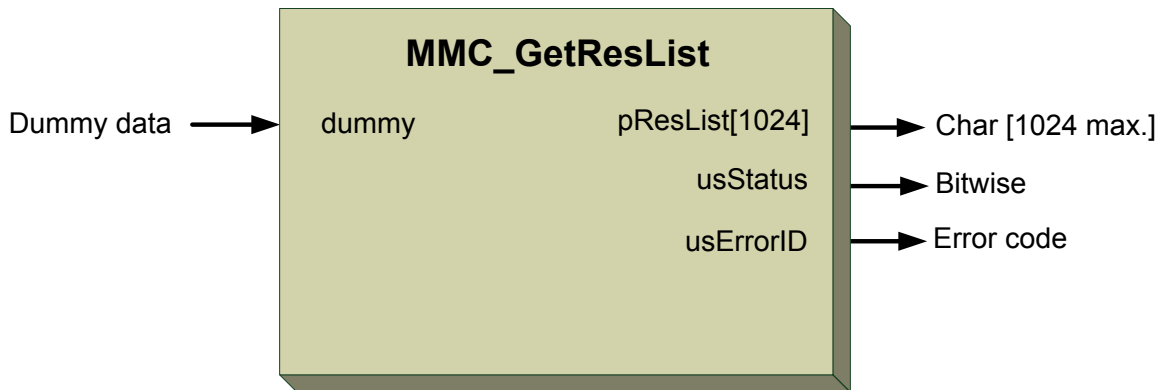 MMC_GetResList
Dummy data dummy pResList[1024] Char [1024 max.]
usStatus Bitwise
usErrorID Error code